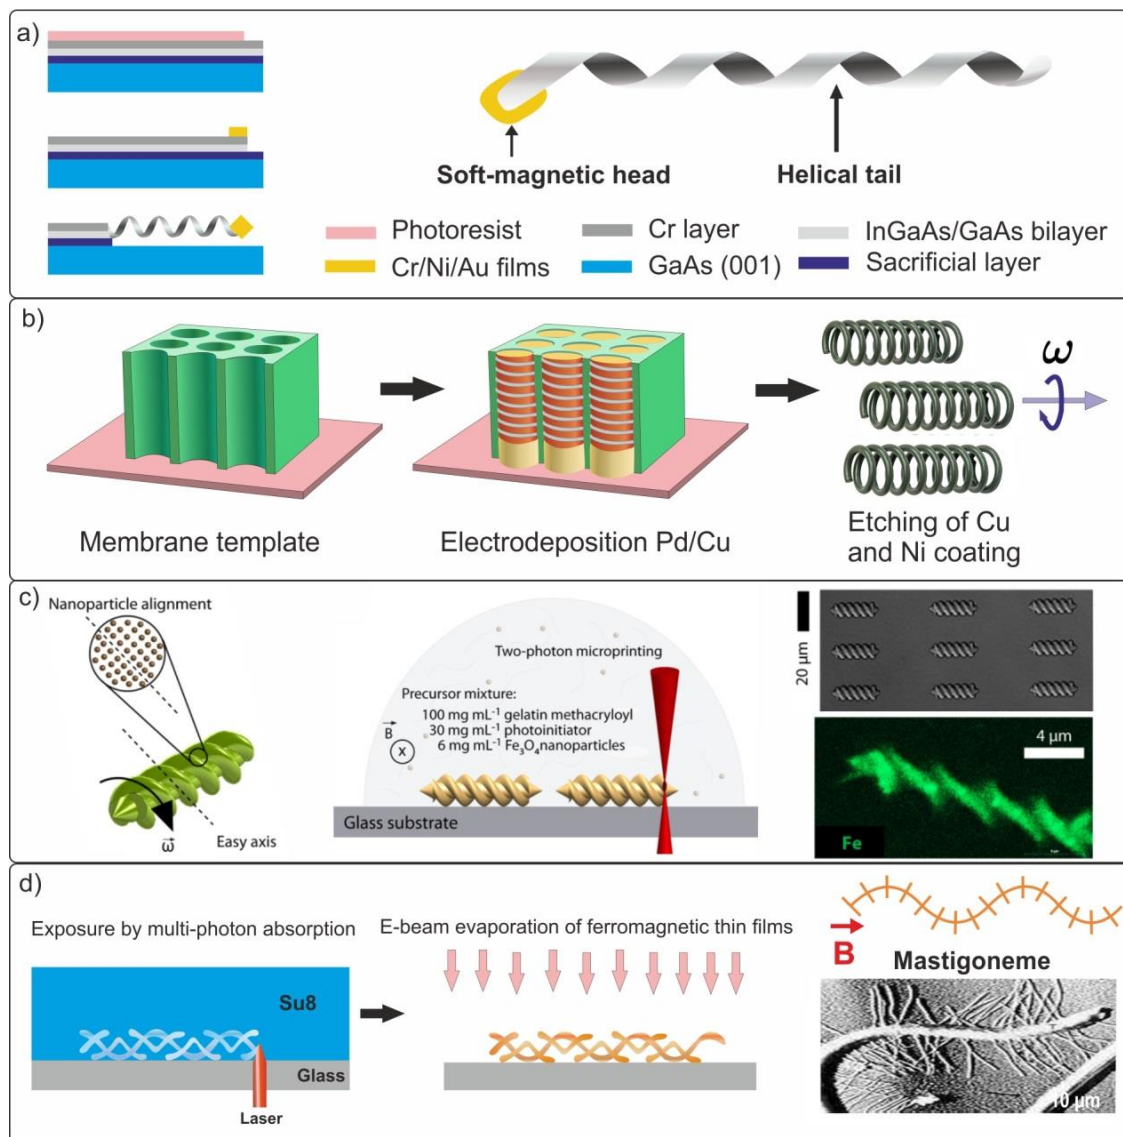 a)
Soft-magnetic head
Helical tail
Photoresist
Cr layer
InGaAs/GaAs bilayer
Cr/Ni/Au films
GaAs (001)
Sacrificial layer
b)
ω
Membrane template
Electrodeposition Pd/Cu
Etching of Cu
and Ni coating
c)
Nanoparticle alignment
ω
Easy axis
Two-photon microprinting
Precursor mixture:
100 mg mL⁻¹ gelatin methacryloyl
30 mg mL⁻¹ photoinitiator
6 mg mL⁻¹ Fe₃O₄nanoparticles
B
x
Glass substrate
20 µm
4 µm
Fe
d)
Exposure by multi-photon absorption
Su8
Glass
Laser
E-beam evaporation of ferromagnetic thin films
B
Mastigoneme
10 µm